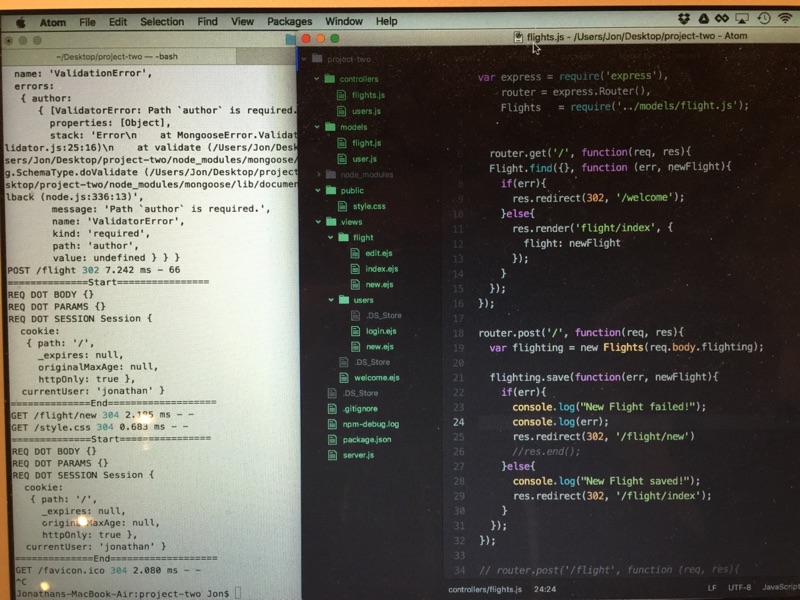 Atom File Edit Selection Find View Packages Window Help
~/Desktop/project-two — -bash
name: 'ValidationError',
errors:
{ author:
{ [ValidatorError: Path `author` is required.
properties: [Object],
stack: 'Error\n    at MongooseError.Validat
lidator.js:25:16)\n    at validate (/Users/Jon/Desk
sers/Jon/Desktop/project-two/node_modules/mongoose/
g.SchemaType.doValidate (/Users/Jon/Desktop/project
sktop/project-two/node_modules/mongoose/lib/documen
lback (node.js:336:13)',
message: 'Path `author` is required.',
name: 'ValidatorError',
kind: 'required',
path: 'author',
value: undefined } } }
POST /flight 302 7.242 ms - 66
==============Start================
REQ DOT BODY {}
REQ DOT PARAMS {}
REQ DOT SESSION Session {
cookie:
{ path: '/',
_expires: null,
originalMaxAge: null,
httpOnly: true },
currentUser: 'jonathan' }
===============End==================
GET /flight/new 304 ms - -
GET /style.css 304 0.683 ms - -
==============Start================
REQ DOT BODY {}
REQ DOT PARAMS {}
REQ DOT SESSION Session {
cookie:
{ path: '/',
_expires: null,
originalMaxAge: null,
httpOnly: true },
currentUser: 'jonathan' }
===============End==================
GET /favicon.ico 304 2.080 ms - -
^C
Jonathans-MacBook-Air:project-two Jon$
flights.js - /Users/Jon/Desktop/project-two - Atom
project-two
controllers
flights.js
users.js
models
flight.js
user.js
node_modules
public
style.css
views
flight
edit.ejs
index.ejs
new.ejs
users
.DS_Store
login.ejs
new.ejs
.DS_Store
welcome.ejs
.DS_Store
.gitignore
npm-debug.log
package.json
server.js
var express = require('express'),
router = express.Router(),
Flights = require('../models/flight.js');
router.get('/', function(req, res){
Flight.find({}, function (err, newFlight){
if(err){
9 res.redirect(302, '/welcome');
10 }else{
11 res.render('flight/index', {
12 flight: newFlight
13 });
14 }
15 });
16 });
17
18 router.post('/', function(req, res){
19 var flighting = new Flights(req.body.flighting);
20
21 flighting.save(function(err, newFlight){
22 if(err){
23 console.log("New Flight failed!");
24 console.log(err);
25 res.redirect(302, '/flight/new')
26 //res.end();
27 }else{
28 console.log("New Flight saved!");
29 res.redirect(302, '/flight/index');
30 }
31 });
32 });
33
34 // router.post('/flight', function (req, res){
controllers/flights.js 24:24 LF UTF-8 JavaScript